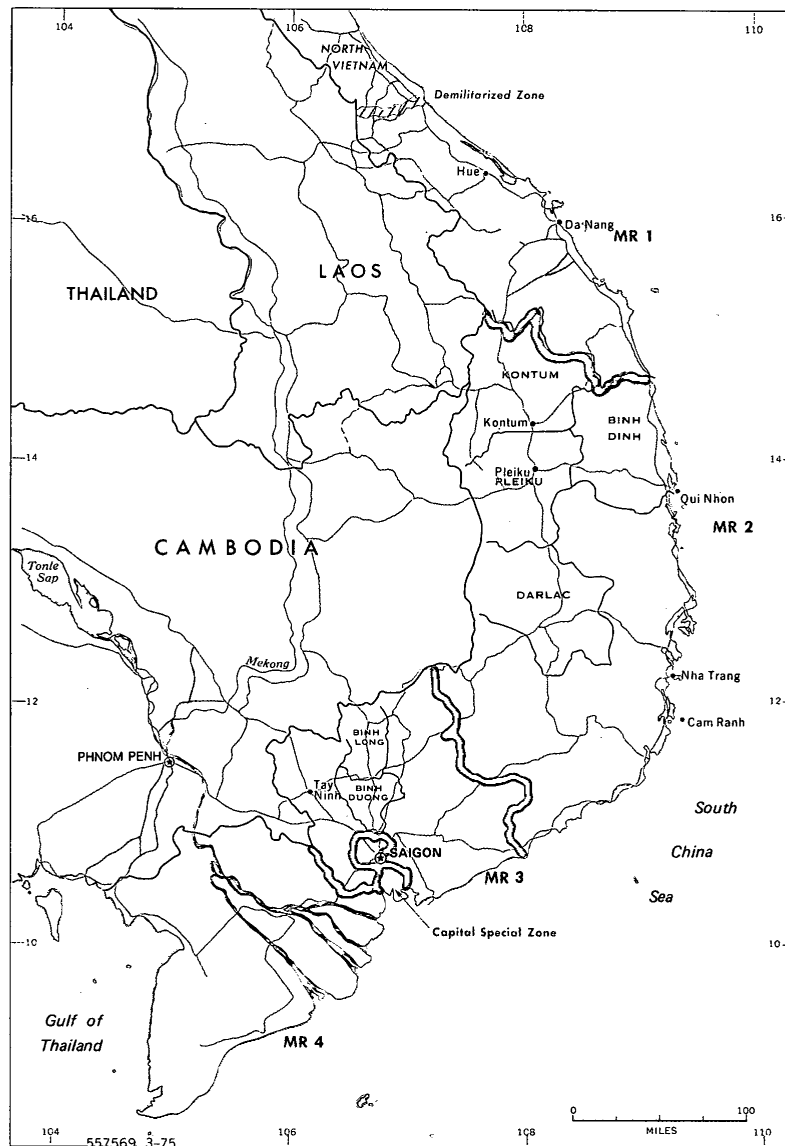 104
106
108
110
NORTH
VIETNAM
Demilitarized Zone
Hue
16
16
Da Nang
MR 1
LAOS
THAILAND
KONTUM
Kontum
BINH
DINH
14
14
Pleiku
PLEIKU
Qui Nhon
MR 2
CAMBODIA
Tonle
Sap
DARLAC
Mekong
Nha Trang
12
12
Cam Ranh
BINH
LONG
PHNOM PENH
Tay
Ninh
BINH
DUONG
South
China
Sea
SAIGON
MR 3
Capital Special Zone
10
10
Gulf of
Thailand
MR 4
0
100
MILES
104
106
108
110
557569 3-75